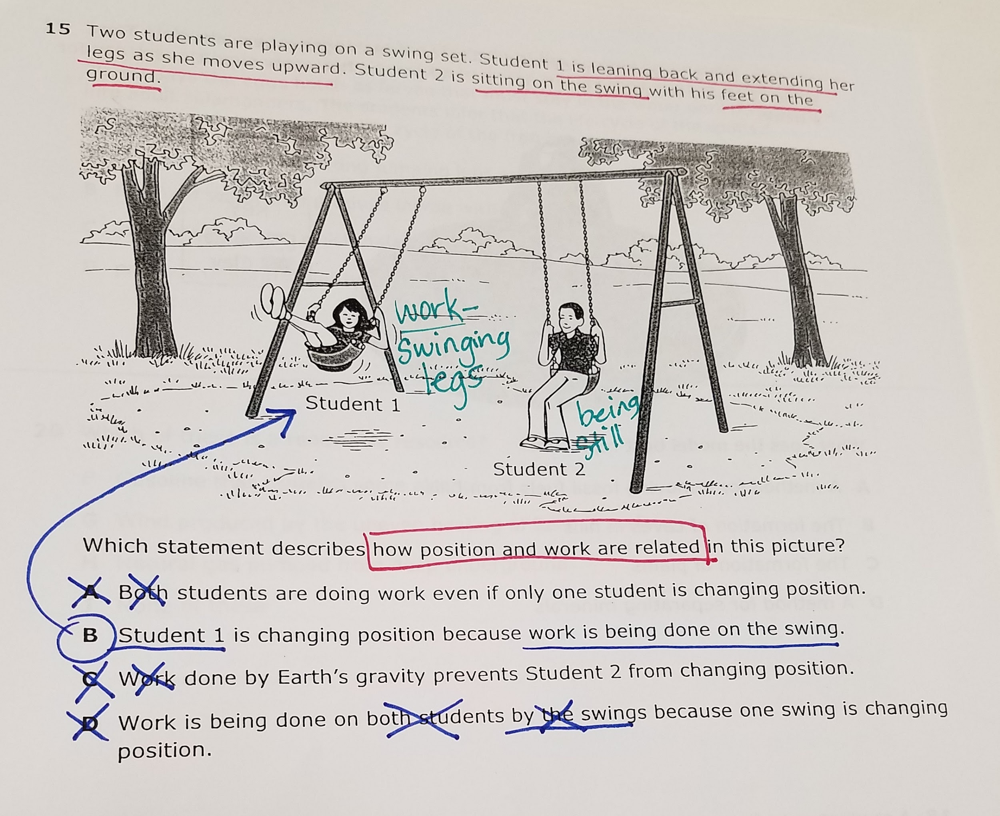 15 Two students are playing on a swing set. Student 1 is leaning back and extending her
legs as she moves upward. Student 2 is sitting on the swing with his feet on the
ground.
work-
swinging
legs
Student 1
being
still
Student 2
Which statement describes how position and work are related in this picture?
A Both students are doing work even if only one student is changing position.
B Student 1 is changing position because work is being done on the swing.
C Work done by Earth's gravity prevents Student 2 from changing position.
D Work is being done on both students by the swings because one swing is changing
position.